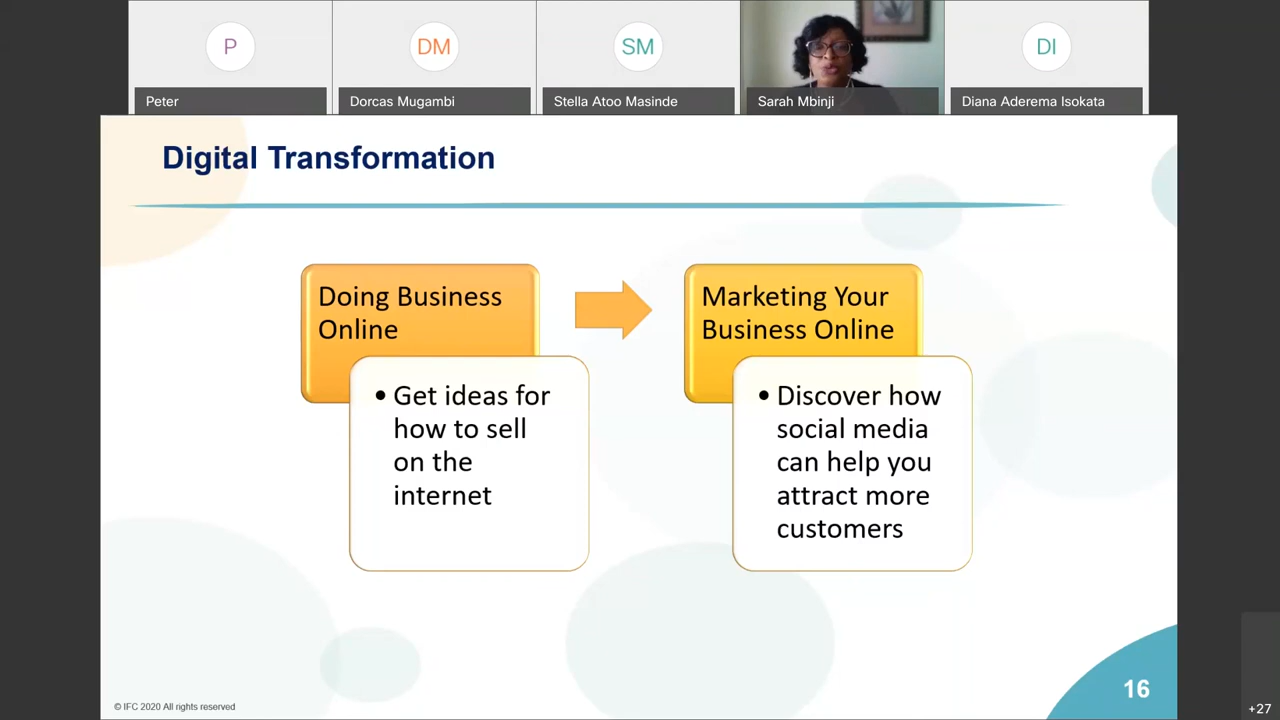 P
DM
SM
DI
Peter
Dorcas Mugambi
Stella Atoo Masinde
Sarah Mbinji
Diana Aderema Isokata
Digital Transformation
Doing Business
Online
• Get ideas for
how to sell
on the
internet
Marketing Your
Business Online
• Discover how
social media
can help you
attract more
customers
© IFC 2020 All rights reserved
16
+27